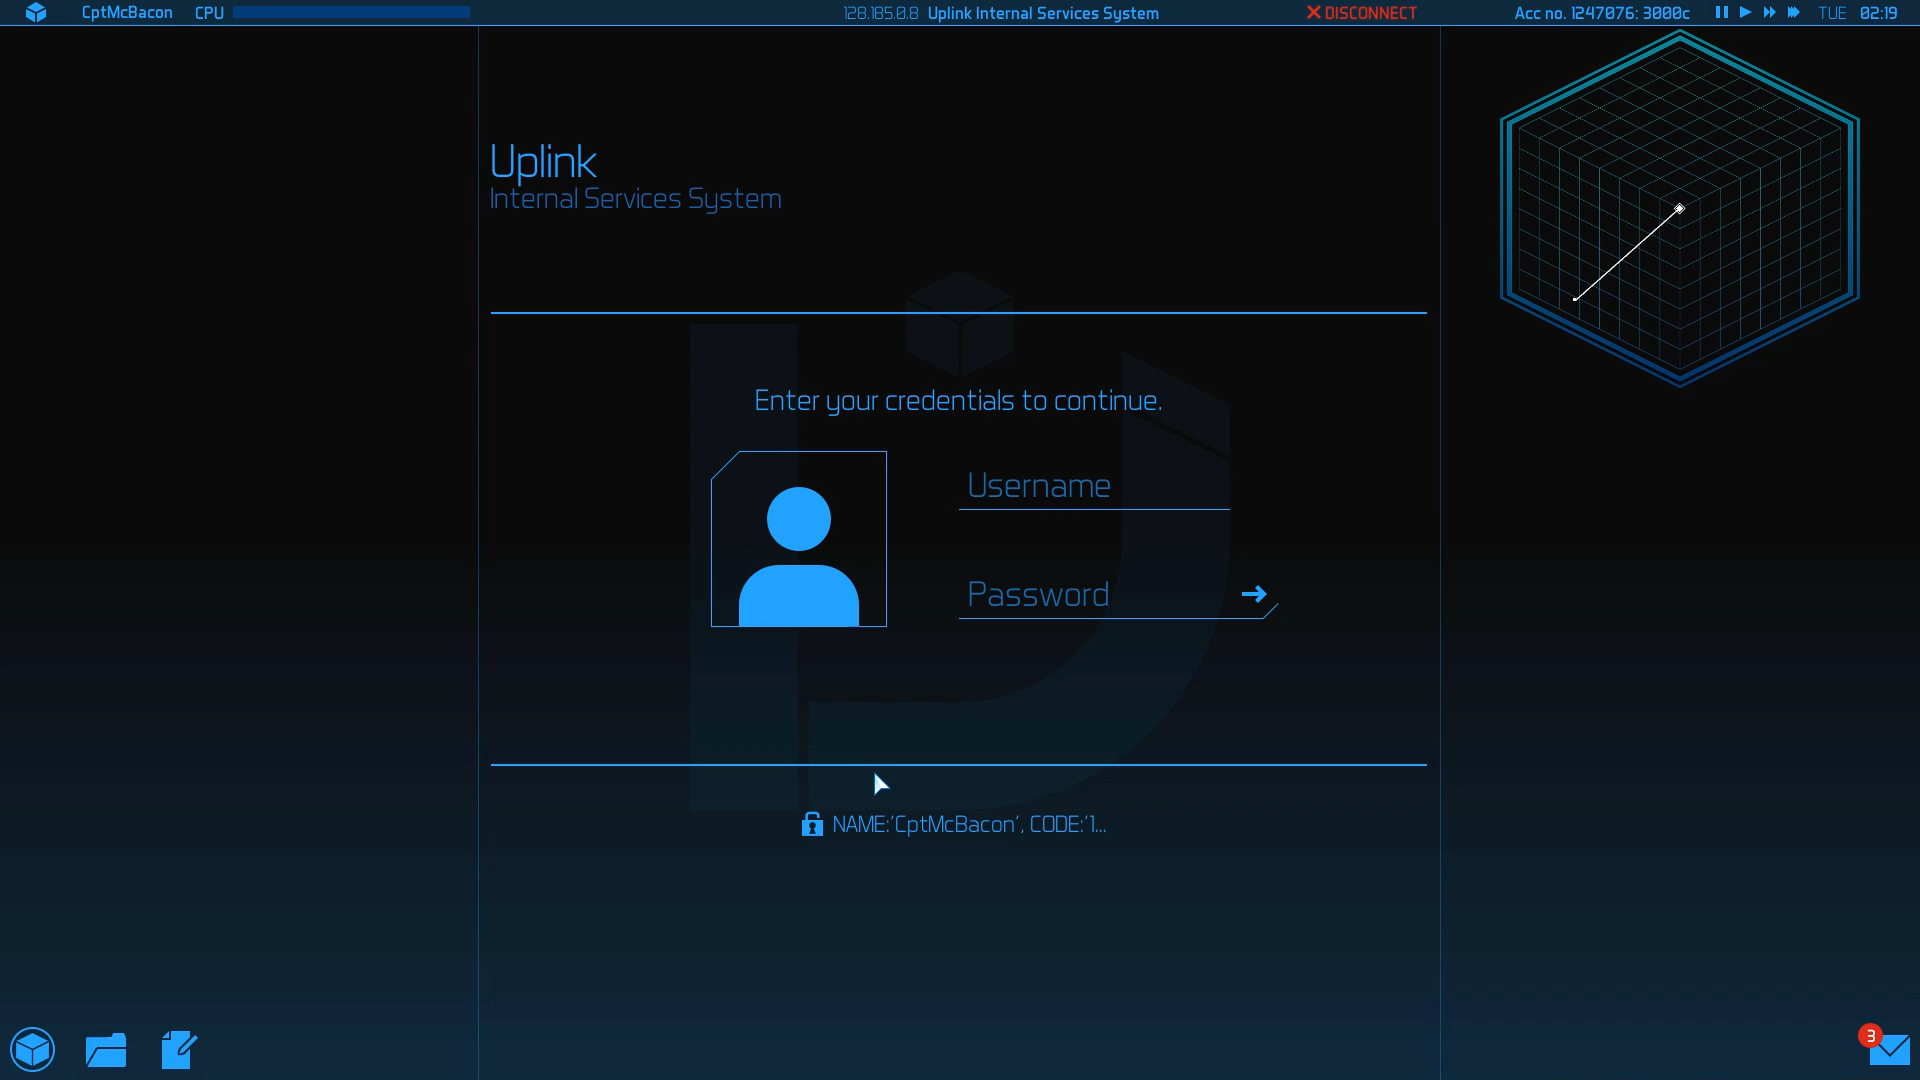 CptMcBacon CPU 128.185.0.8 Uplink Internal Services System DISCONNECT Acc no. 1247076: 3000c TUE 02:19
Uplink
Internal Services System
Enter your credentials to continue.
Username
Password
NAME:'CptMcBacon', CODE:'1...
3